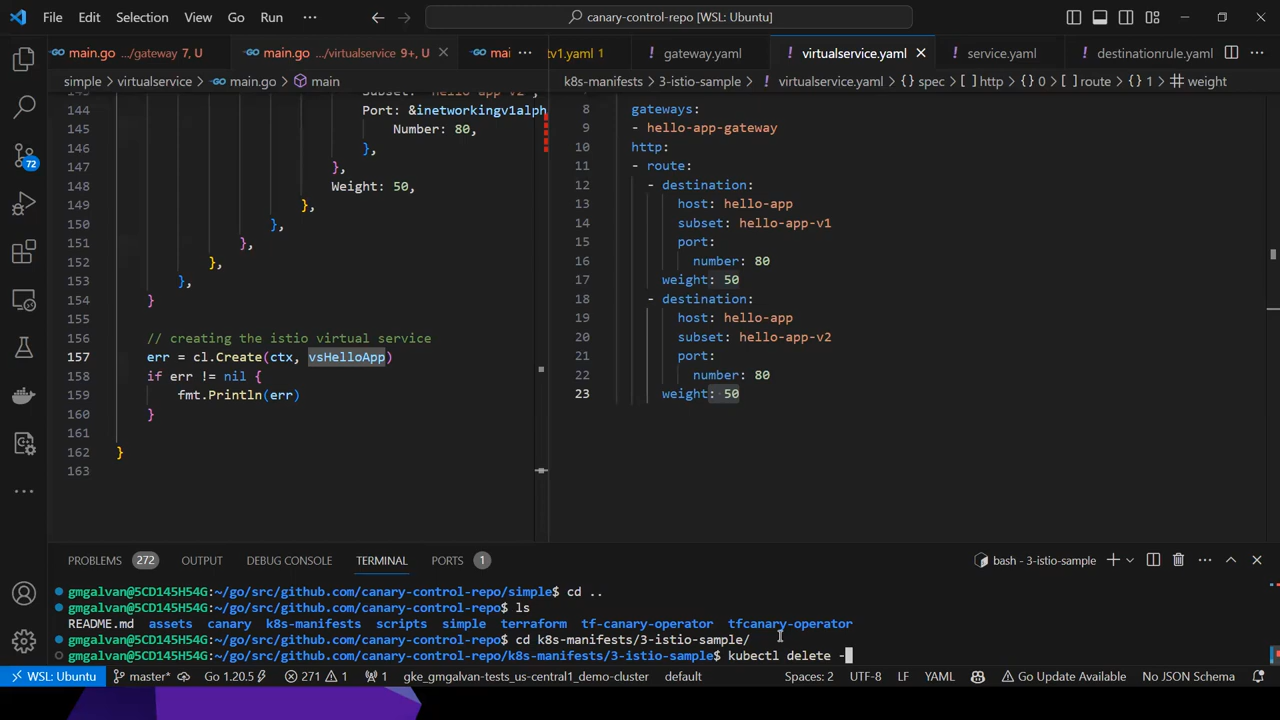 File Edit Selection View Go Run ··· canary-control-repo [WSL: Ubuntu]
main.go .../gateway 7, U main.go .../virtualservice 9+, U mai ··· tv1.yaml 1 gateway.yaml virtualservice.yaml service.yaml destinationrule.yaml
simple > virtualservice > main.go > main
k8s-manifests > 3-istio-sample > ! virtualservice.yaml > {} spec > [ ] http > {} 0 > [ ] route > {} 1 > weight
144 Port: &inetworkingv1alph
145 Number: 80,
146 },
147 },
148 Weight: 50,
149 },
150 },
151 },
152 },
153 },
154 }
155
156 // creating the istio virtual service
157 err = cl.Create(ctx, vsHelloApp)
158 if err != nil {
159 fmt.Println(err)
160 }
161
162 }
163
8 gateways:
9 - hello-app-gateway
10 http:
11 - route:
12 - destination:
13 host: hello-app
14 subset: hello-app-v1
15 port:
16 number: 80
17 weight: 50
18 - destination:
19 host: hello-app
20 subset: hello-app-v2
21 port:
22 number: 80
23 weight: 50
PROBLEMS 145 OUTPUT DEBUG CONSOLE TERMINAL PORTS 1 bash - 3-istio-sample
gmgalvan@5CD145H54G:~/go/src/github.com/canary-control-repo/simple$ cd ..
gmgalvan@5CD145H54G:~/go/src/github.com/canary-control-repo$ ls
README.md assets canary k8s-manifests scripts simple terraform tf-canary-operator tfcanary-operator
gmgalvan@5CD145H54G:~/go/src/github.com/canary-control-repo$ cd k8s-manifests/3-istio-sample/
gmgalvan@5CD145H54G:~/go/src/github.com/canary-control-repo/k8s-manifests/3-istio-sample$ kubectl delete -
WSL: Ubuntu master* Go 1.20.5 271 1 1 gke_gmgalvan-tests_us-central1_demo-cluster default Spaces: 2 UTF-8 LF YAML Go Update Available No JSON Schema
72